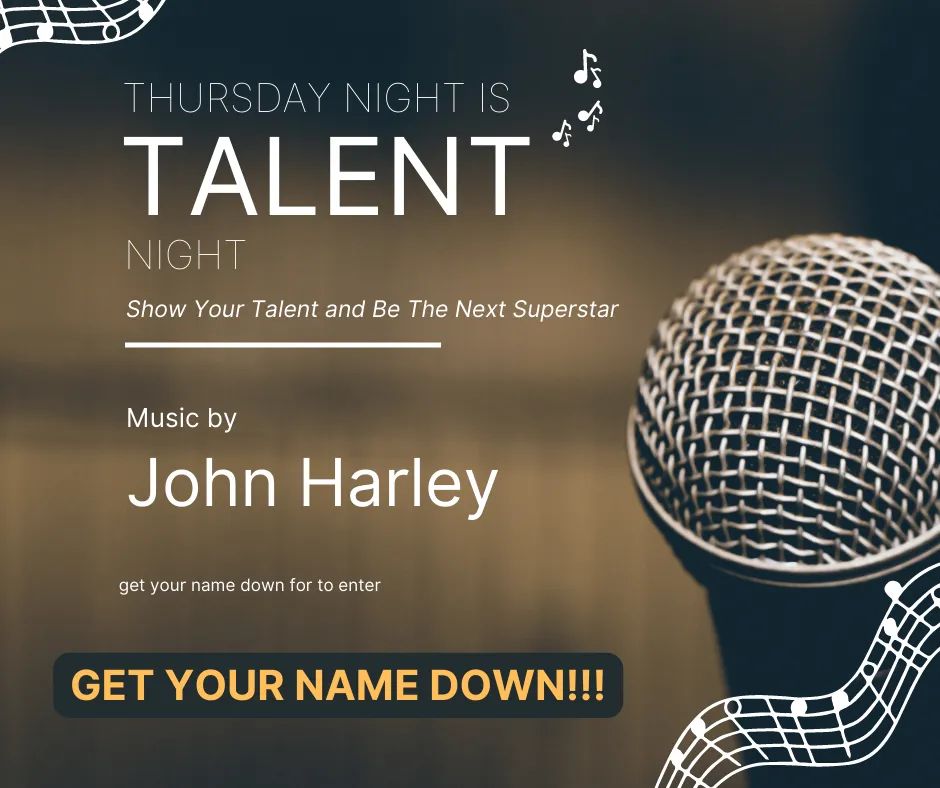 THURSDAY NIGHT IS
TALENT
NIGHT
Show Your Talent and Be The Next Superstar
Music by
John Harley
get your name down for to enter
GET YOUR NAME DOWN!!!